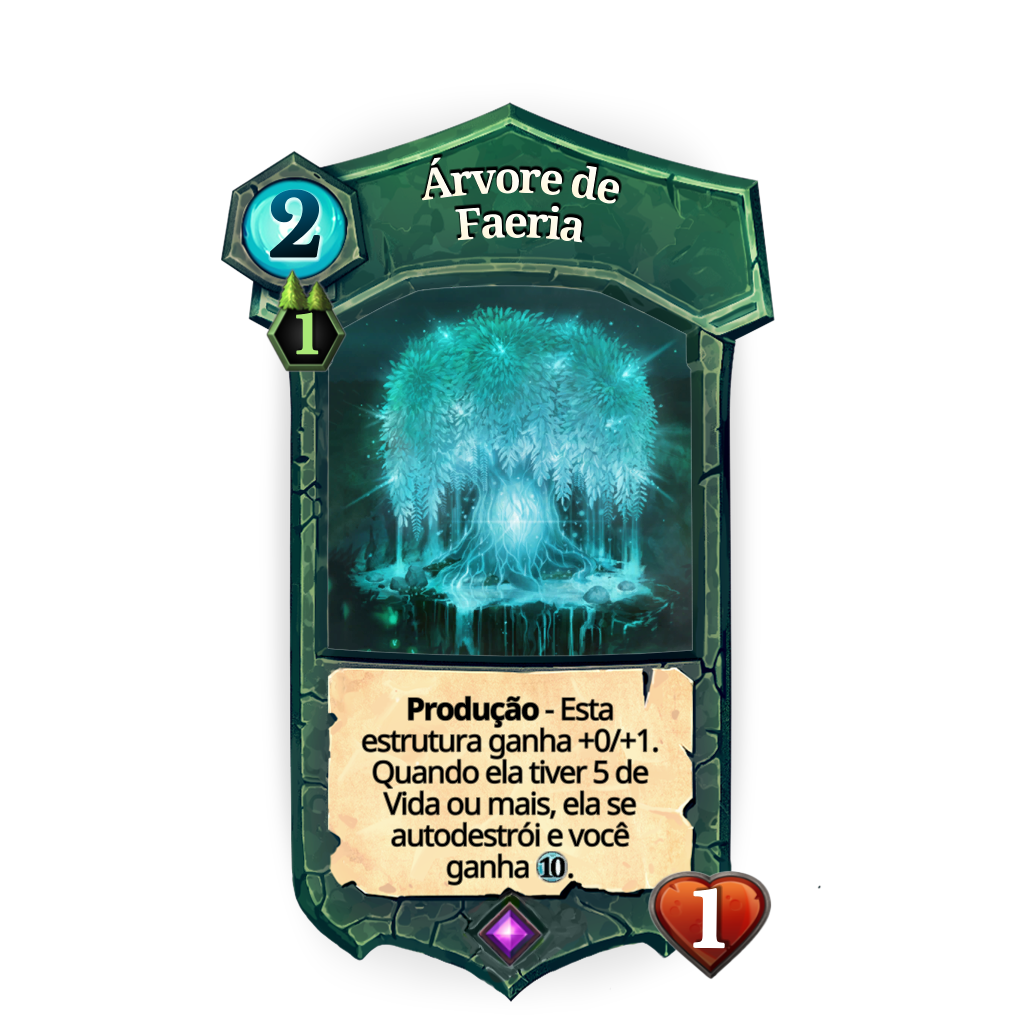 Árvore de
Faeria
2
1
Produção - Esta
estrutura ganha +0/+1.
Quando ela tiver 5 de
Vida ou mais, ela se
autodestrói e você
ganha 10.
1